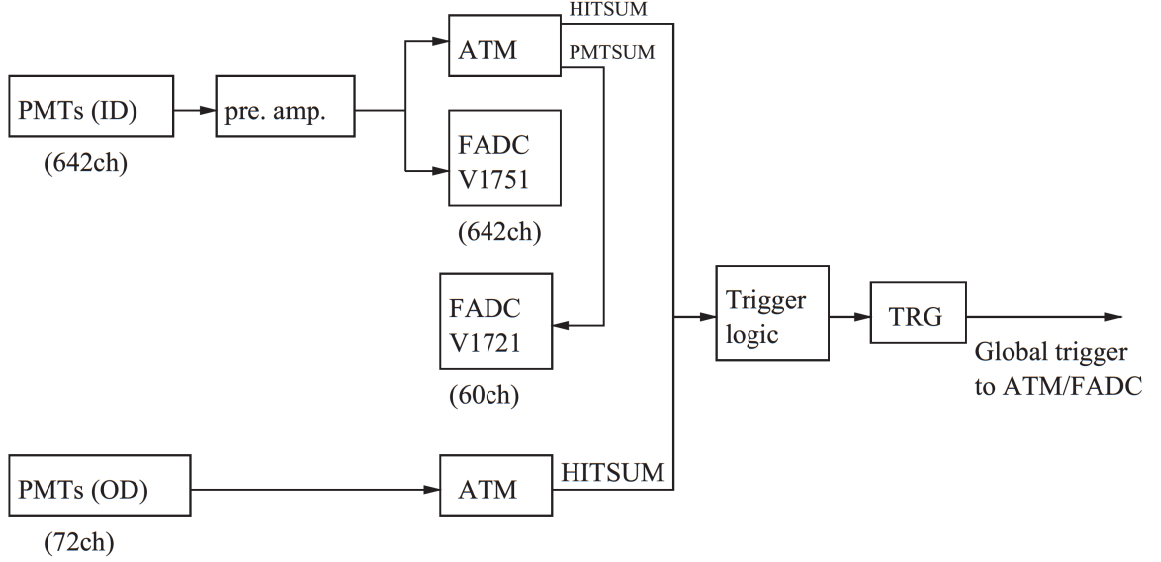 HITSUM
ATM
PMTSUM
PMTs (ID)
pre. amp.
(642ch)
FADC
V1751
(642ch)
FADC
V1721
(60ch)
Trigger
logic
TRG
Global trigger
to ATM/FADC
PMTs (OD)
ATM
HITSUM
(72ch)